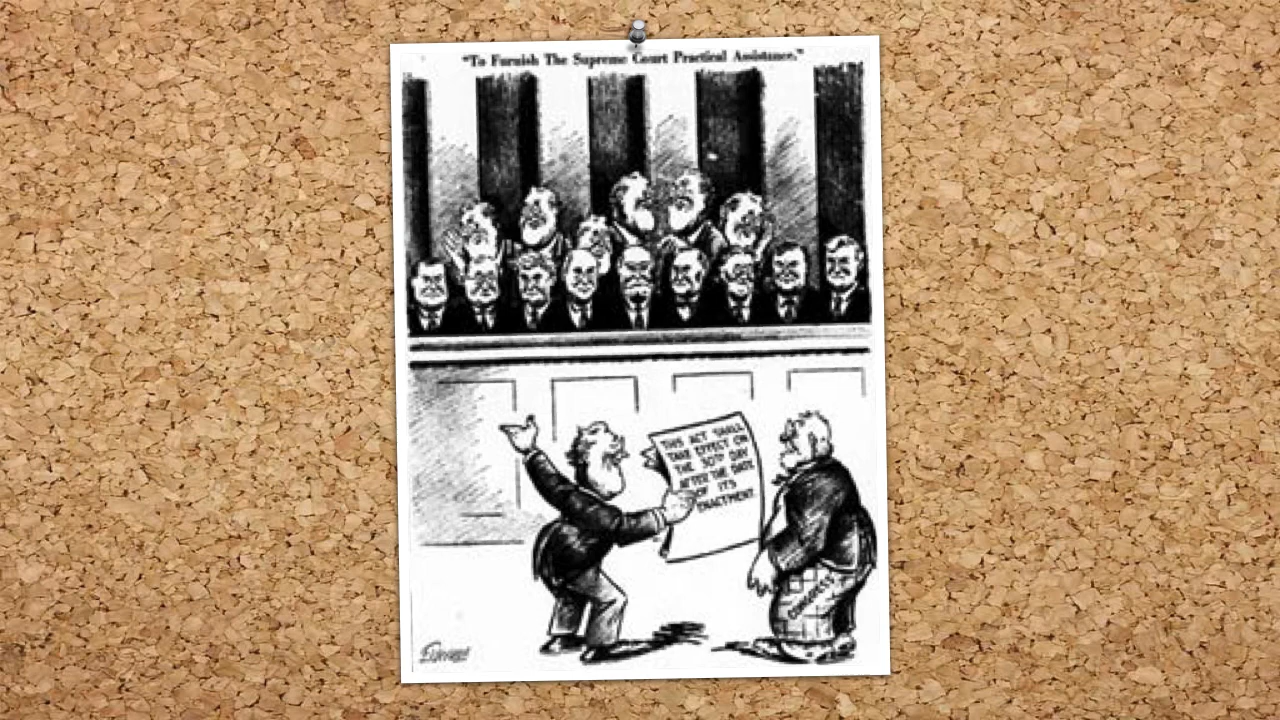 "To Furnish The Supreme Court Practical Assistance."
THIS ACT SHALL
TAKE EFFECT ON
THE 30TH DAY
AFTER THE DATE
OF ITS
ENACTMENT.
CONGRESS